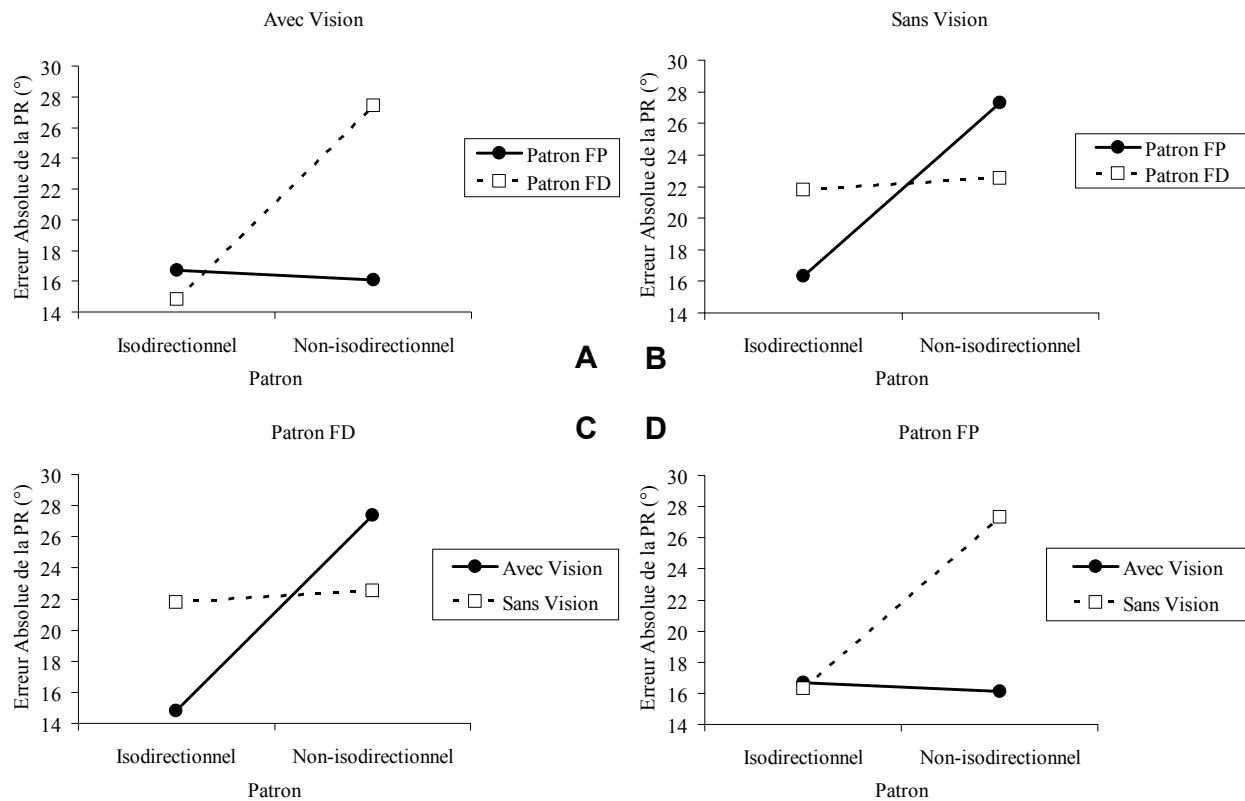 Avec Vision
Erreur Absolue de la PR (°)
30
28
26
24
22
20
18
16
14
Isodirectionnel
Non-isodirectionnel
Patron
Patron FP
Patron FD
A
Sans Vision
Erreur Absolue de la PR (°)
30
28
26
24
22
20
18
16
14
Isodirectionnel
Non-isodirectionnel
Patron
Patron FP
Patron FD
B
Patron FD
C
Erreur Absolue de la PR (°)
30
28
26
24
22
20
18
16
14
Isodirectionnel
Non-isodirectionnel
Patron
Avec Vision
Sans Vision
D
Patron FP
Erreur Absolue de la PR (°)
30
28
26
24
22
20
18
16
14
Isodirectionnel
Non-isodirectionnel
Patron
Avec Vision
Sans Vision